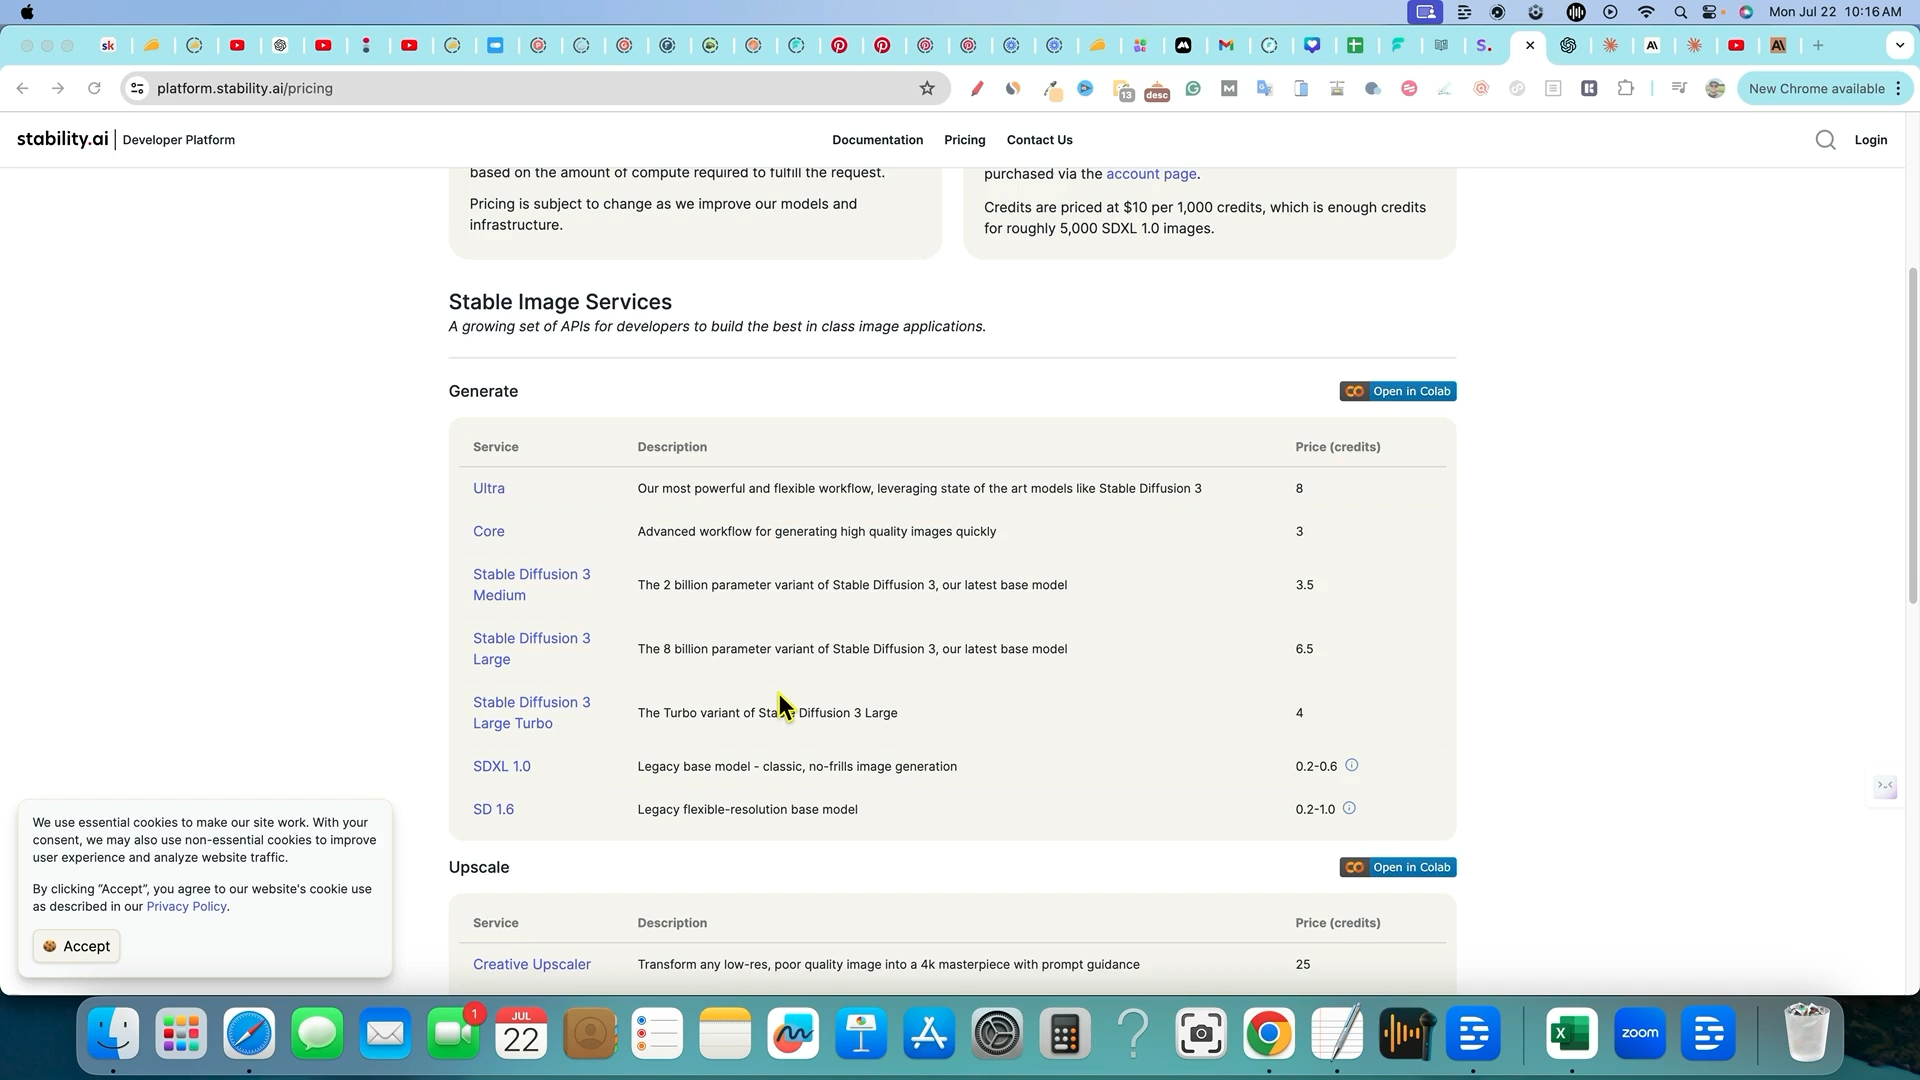 Mon Jul 22 10:16 AM
sk
S.
platform.stability.ai/pricing
13
desc
New Chrome available
stability.ai | Developer Platform
Documentation
Pricing
Contact Us
Login
based on the amount of compute required to fulfill the request.
Pricing is subject to change as we improve our models and
infrastructure.
purchased via the account page.
Credits are priced at $10 per 1,000 credits, which is enough credits
for roughly 5,000 SDXL 1.0 images.
Stable Image Services
A growing set of APIs for developers to build the best in class image applications.
Generate
Open in Colab
Service Description Price (credits)
Ultra Our most powerful and flexible workflow, leveraging state of the art models like Stable Diffusion 3 8
Core Advanced workflow for generating high quality images quickly 3
Stable Diffusion 3
Medium The 2 billion parameter variant of Stable Diffusion 3, our latest base model 3.5
Stable Diffusion 3
Large The 8 billion parameter variant of Stable Diffusion 3, our latest base model 6.5
Stable Diffusion 3
Large Turbo The Turbo variant of Stable Diffusion 3 Large 4
SDXL 1.0 Legacy base model - classic, no-frills image generation 0.2-0.6
SD 1.6 Legacy flexible-resolution base model 0.2-1.0
Upscale
Open in Colab
Service Description Price (credits)
Creative Upscaler Transform any low-res, poor quality image into a 4k masterpiece with prompt guidance 25
We use essential cookies to make our site work. With your
consent, we may also use non-essential cookies to improve
user experience and analyze website traffic.
By clicking “Accept”, you agree to our website's cookie use
as described in our Privacy Policy.
Accept
1
JUL
22
zoom